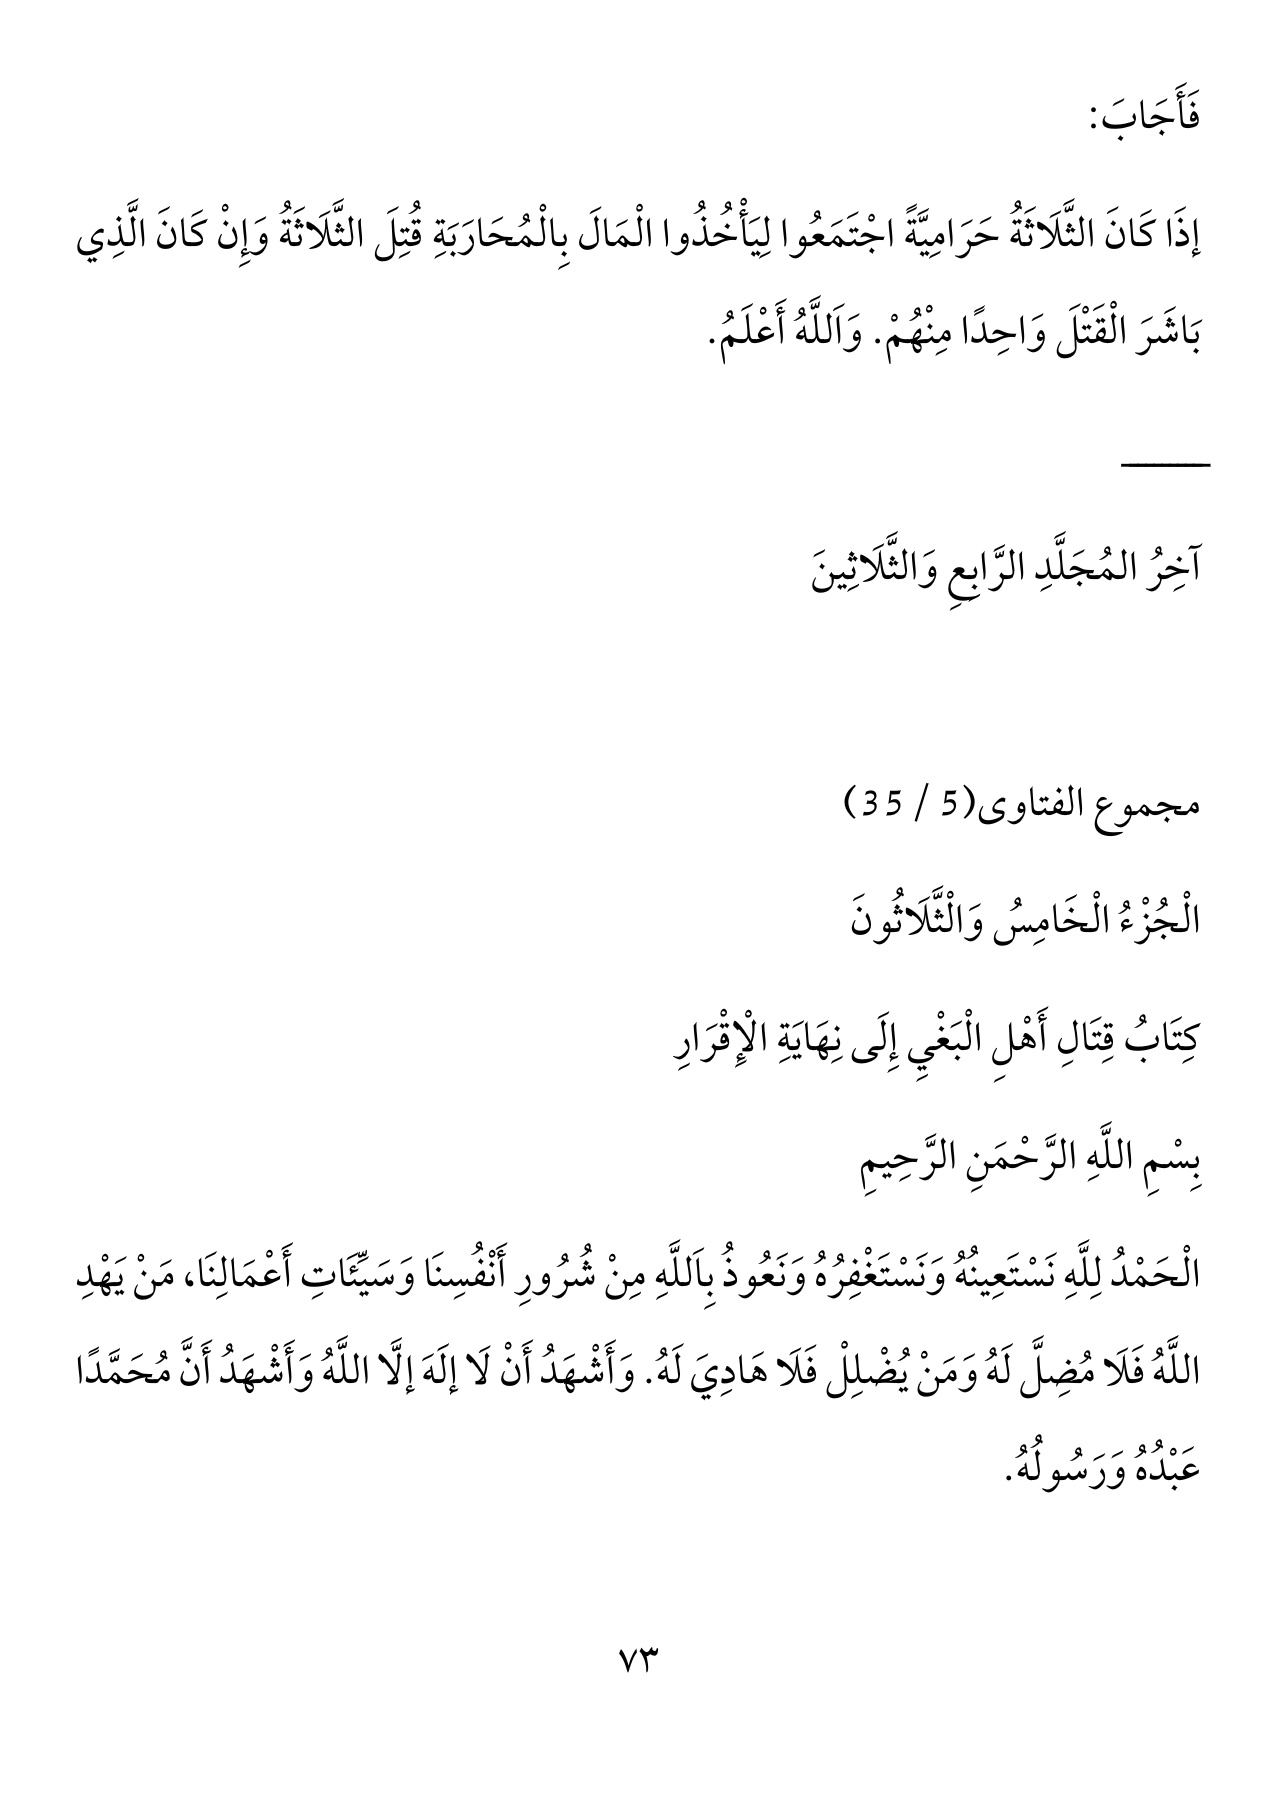 فَأَجَابَ:
إذَا كَانَ الثَّلَاثَةُ حَرَامِيَّةً اجْتَمَعُوا لِيَأْخُذُوا الْمَالَ بِالْمُحَارَبَةِ قُتِلَ الثَّلَاثَةُ وَإِنْ كَانَ الَّذِي
بَاشَرَ الْقَتْلَ وَاحِدًا مِنْهُمْ. وَاَللَّهُ أَعْلَمُ.
ـــــــــــ
آخِرُ المُجَلَّدِ الرَّابِعِ وَالثَّلَاثِينَ
مجموع الفتاوى(5 / 35)
الْجُزْءُ الْخَامِسُ وَالْثَّلَاثُونَ
كِتَابُ قِتَالِ أَهْلِ الْبَغْيِ إِلَى نِهَايَةِ الْإِقْرَارِ
بِسْمِ اللَّهِ الرَّحْمَنِ الرَّحِيمِ
الْحَمْدُ لِلَّهِ نَسْتَعِينُهُ وَنَسْتَغْفِرُهُ وَنَعُوذُ بِاَللَّهِ مِنْ شُرُورِ أَنْفُسِنَا وَسَيِّئَاتِ أَعْمَالِنَا، مَنْ يَهْدِ
اللَّهُ فَلَا مُضِلَّ لَهُ وَمَنْ يُضْلِلْ فَلَا هَادِيَ لَهُ. وَأَشْهَدُ أَنْ لَا إلَهَ إلَّا اللَّهُ وَأَشْهَدُ أَنَّ مُحَمَّدًا
عَبْدُهُ وَرَسُولُهُ.
٧٣